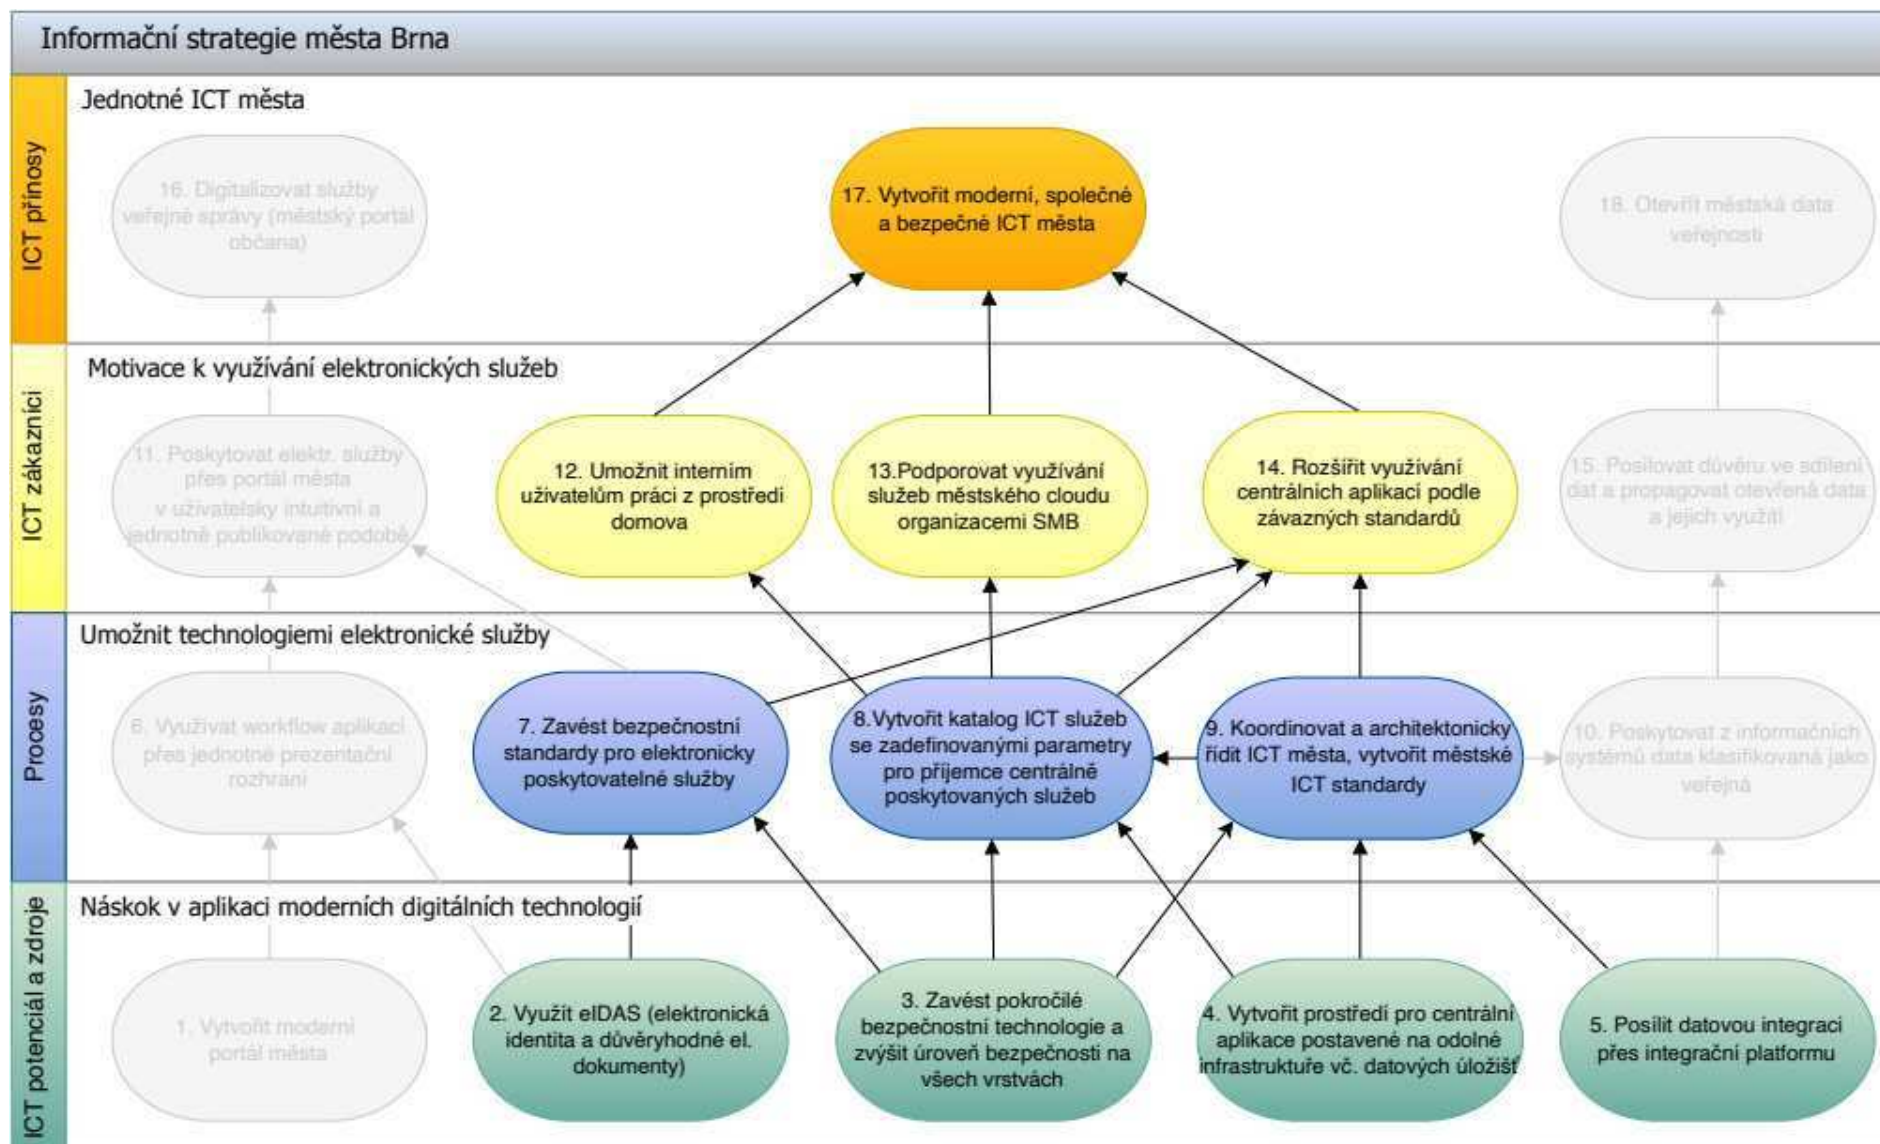 Informační strategie města Brna
ICT přínosy
Jednotné ICT města
16. Digitalizovat služby
veřejné správy (městský portál
občana)
17. Vytvořit moderní, společné
a bezpečné ICT města
18. Otevřít městská data
veřejnosti
ICT zákazníci
Motivace k využívání elektronických služeb
11. Poskytovat elektr. služby
přes portál města
v uživatelsky intuitivní a
jednotně publikované podobě
12. Umožnit interním
uživatelům práci z prostředí
domova
13.Podporovat využívání
služeb městského cloudu
organizacemi SMB
14. Rozšířit využívání
centrálních aplikací podle
závazných standardů
15. Posilovat důvěru ve sdílení
dat a propagovat otevřená data
a jejich využití
Procesy
Umožnit technologiemi elektronické služby
6. Využívat workflow aplikací
přes jednotné prezentační
rozhraní
7. Zavést bezpečnostní
standardy pro elektronicky
poskytovatelné služby
8.Vytvořit katalog ICT služeb
se zadefinovanými parametry
pro příjemce centrálně
poskytovaných služeb
9. Koordinovat a architektonicky
řídit ICT města, vytvořit městské
ICT standardy
10. Poskytovat z informačních
systémů data klasifikovaná jako
veřejná
ICT potenciál a zdroje
Náskok v aplikaci moderních digitálních technologií
1. Vytvořit moderní
portál města
2. Využít eIDAS (elektronická
identita a důvěryhodné el.
dokumenty)
3. Zavést pokročilé
bezpečnostní technologie a
zvýšit úroveň bezpečnosti na
všech vrstvách
4. Vytvořit prostředí pro centrální
aplikace postavené na odolné
infrastruktuře vč. datových úložišť
5. Posílit datovou integraci
přes integrační platformu